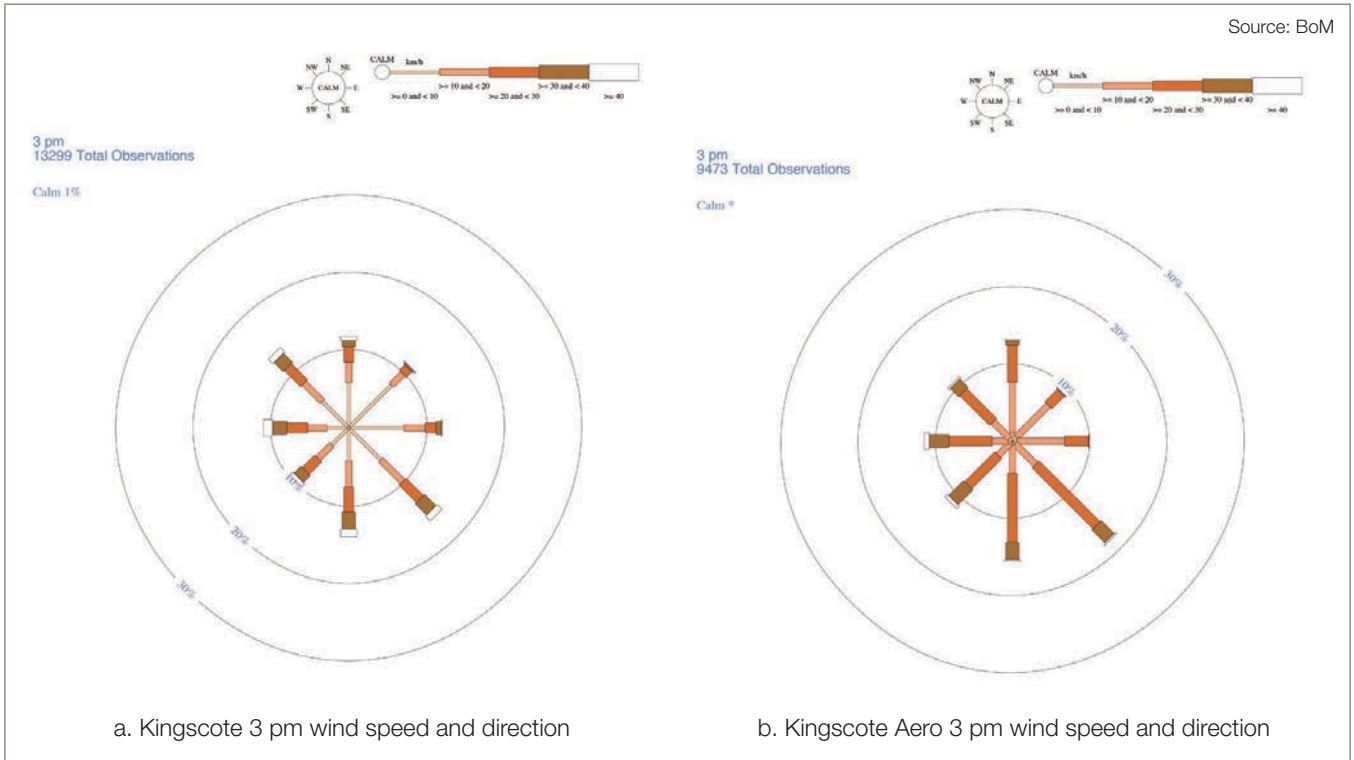 Source: BoM
N
NW NE
W CALM E
SW SE
S
CALM km/h
>= 10 and < 20 >= 30 and < 40
>= 0 and < 10 >= 20 and < 30 >= 40
3 pm
13299 Total Observations
Calm 1%
10%
20%
30%
a. Kingscote 3 pm wind speed and direction
N
NW NE
W CALM E
SW SE
S
CALM km/h
>= 10 and < 20 >= 30 and < 40
>= 0 and < 10 >= 20 and < 30 >= 40
3 pm
9473 Total Observations
Calm *
30%
20%
10%
b. Kingscote Aero 3 pm wind speed and direction